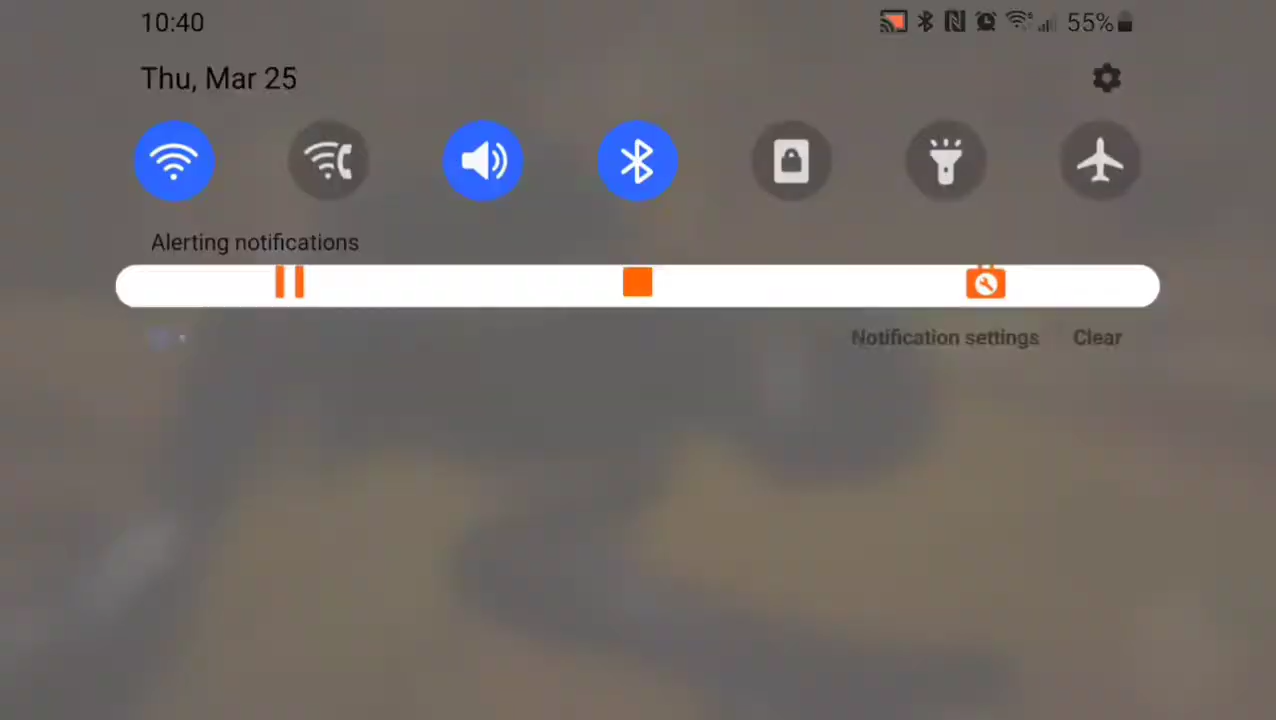 10:40
55%
Thu, Mar 25
Alerting notifications
Notification settings
Clear